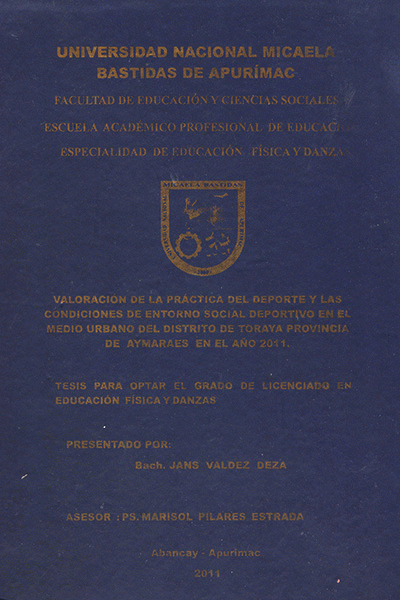 UNIVERSIDAD NACIONAL MICAELA
BASTIDAS DE APURÍMAC
FACULTAD DE EDUCACIÓN Y CIENCIAS SOCIALES
ESCUELA ACADÉMICO PROFESIONAL DE EDUCACIÓN
ESPECIALIDAD DE EDUCACIÓN FÍSICA Y DANZAS
MICAELA BASTIDAS
VALORACION DE LA PRÁCTICA DEL DEPORTE Y LAS
CONDICIONES DE ENTORNO SOCIAL DEPORTIVO EN EL
MEDIO URBANO DEL DISTRITO DE TORAYA PROVINCIA
DE AYMARAES EN EL AÑO 2011.
TESIS PARA OPTAR EL GRADO DE LICENCIADO EN
EDUCACIÓN FÍSICA Y DANZAS
PRESENTADO POR:
Bach. JANS VALDEZ DEZA
ASESOR : PS. MARISOL PILARES ESTRADA
Abancay - Apurimac
2011